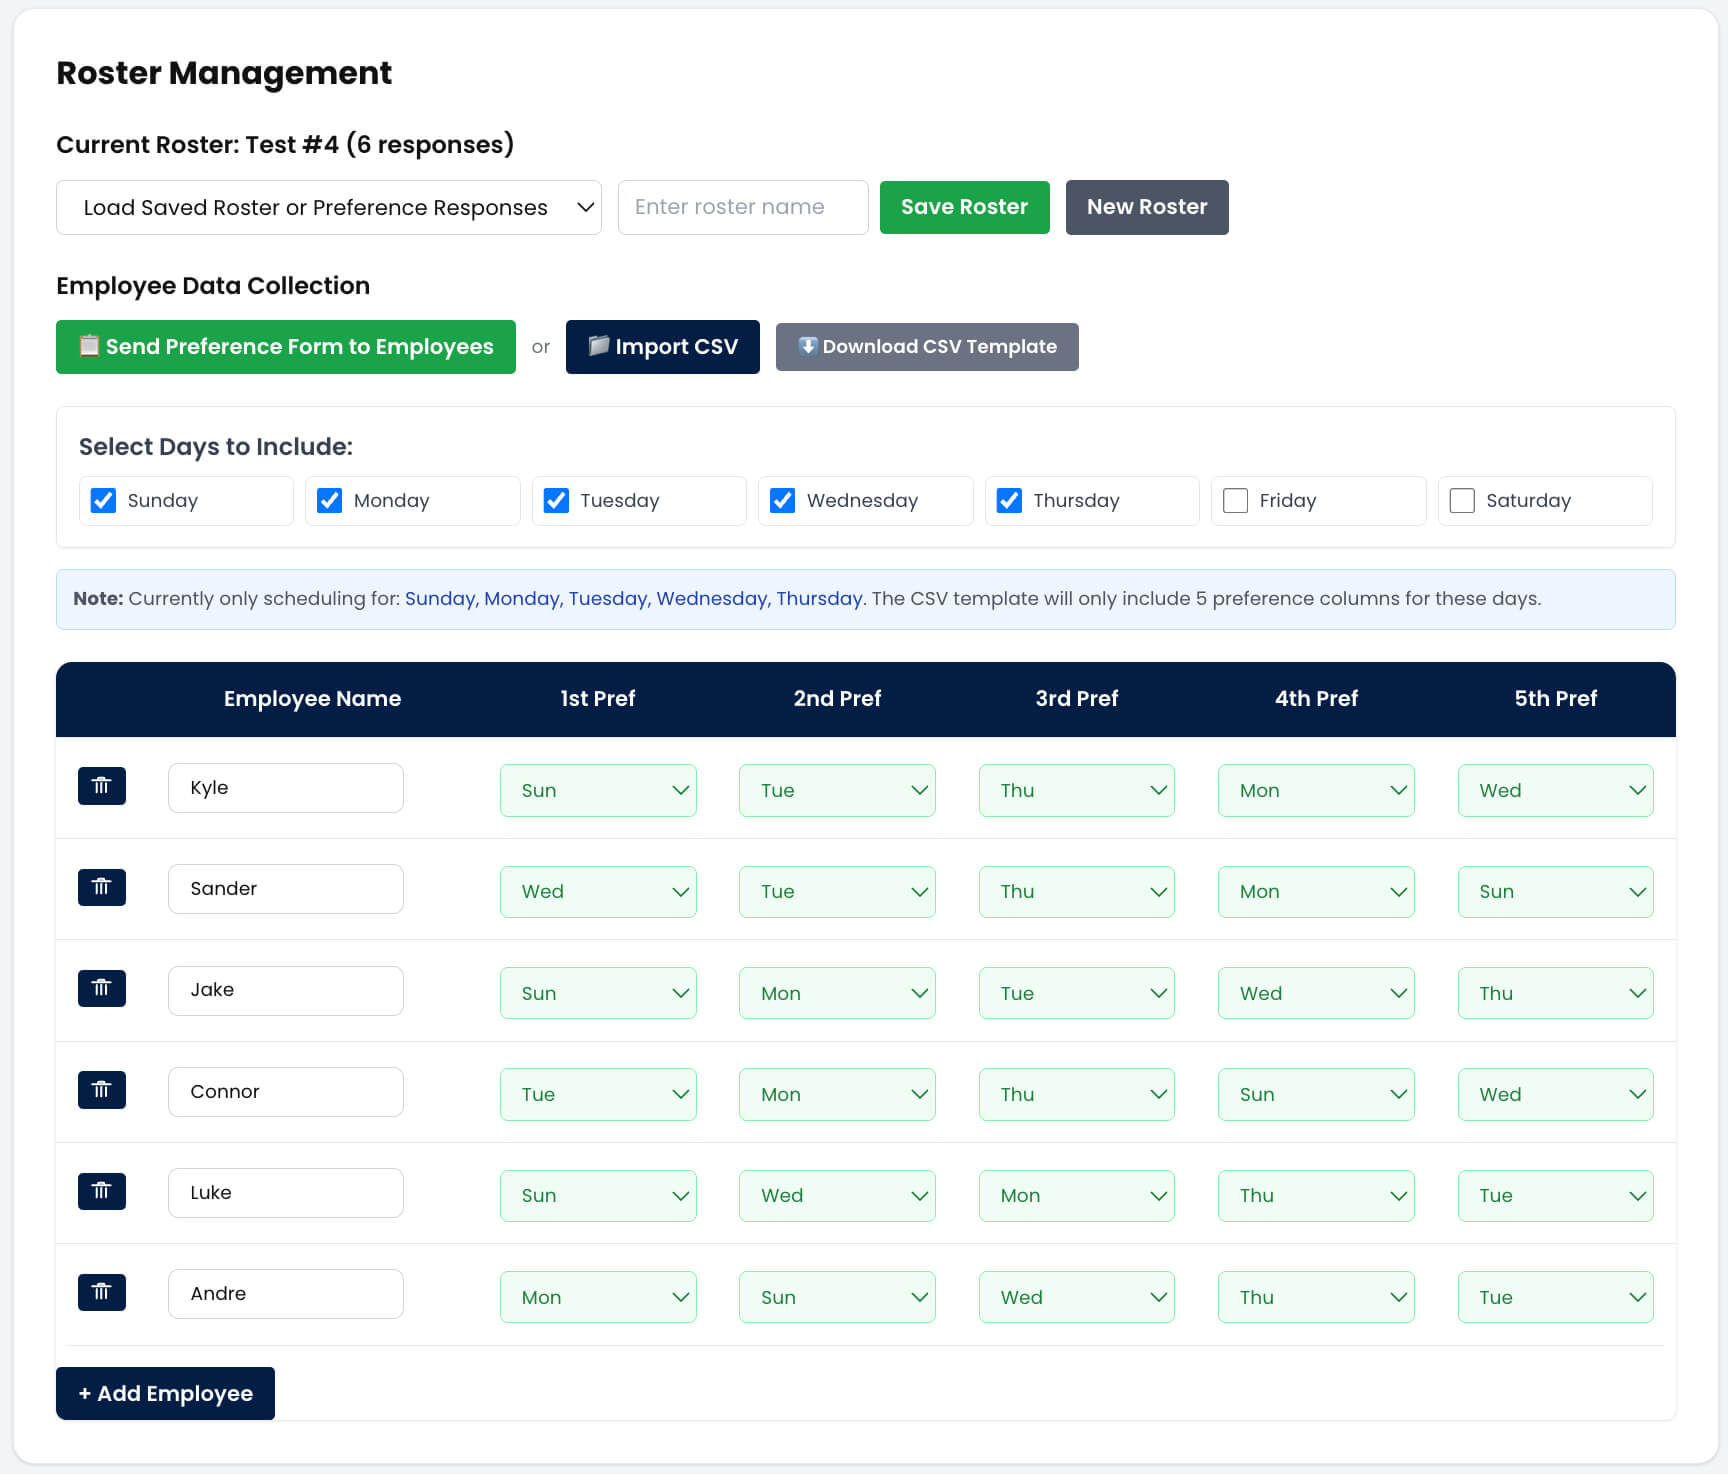 Roster Management
Current Roster: Test #4 (6 responses)
Load Saved Roster or Preference Responses Enter roster name Save Roster New Roster
Employee Data Collection
Send Preference Form to Employees or Import CSV Download CSV Template
Select Days to Include:
Sunday Monday Tuesday Wednesday Thursday Friday Saturday
Note: Currently only scheduling for: Sunday, Monday, Tuesday, Wednesday, Thursday. The CSV template will only include 5 preference columns for these days.
Employee Name 1st Pref 2nd Pref 3rd Pref 4th Pref 5th Pref
Kyle Sun Tue Thu Mon Wed
Sander Wed Tue Thu Mon Sun
Jake Sun Mon Tue Wed Thu
Connor Tue Mon Thu Sun Wed
Luke Sun Wed Mon Thu Tue
Andre Mon Sun Wed Thu Tue
+ Add Employee